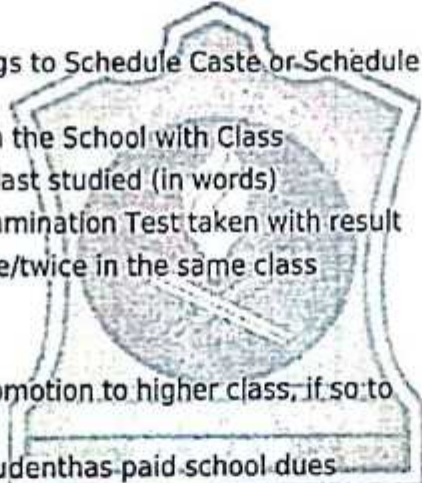 gs to Schedule Caste or Schedule
the School with Class
ast studied (in words)
amination Test taken with result
e/twice in the same class
omotion to higher class, if so to
udenthas paid school dues